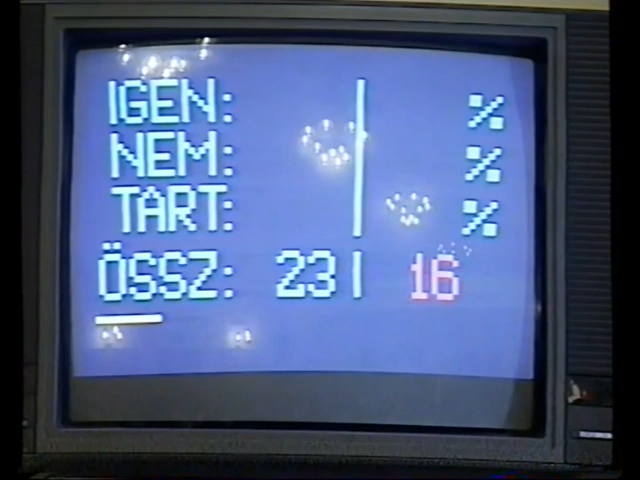 IGEN: | %
NEM: | %
TART: | %
ÖSSZ: 23 | 16